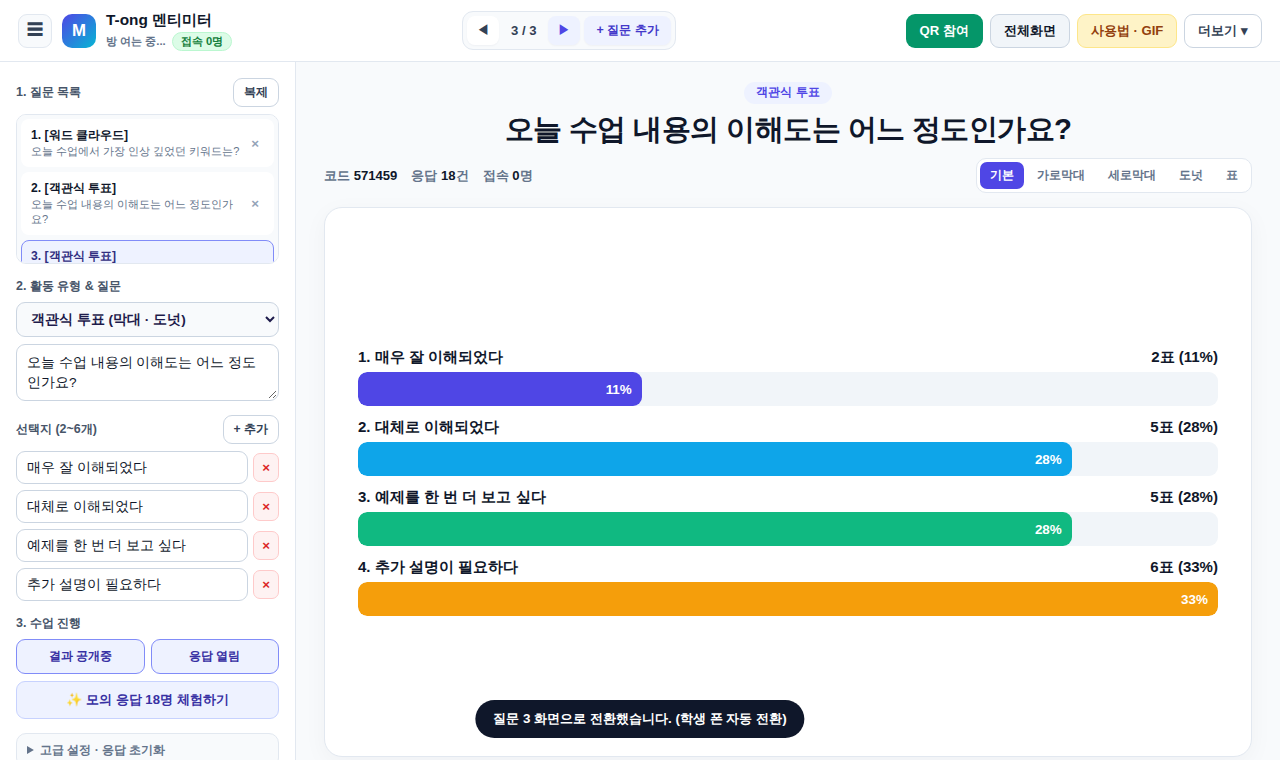 ☰
M
T-ong 멘티미터
방 여는 중... 접속 0명
◀ 3 / 3 ▶ + 질문 추가
QR 참여
전체화면
사용법 · GIF
더보기 ▾
1. 질문 목록
복제
1. [워드 클라우드]
오늘 수업에서 가장 인상 깊었던 키워드는?
×
2. [객관식 투표]
오늘 수업 내용의 이해도는 어느 정도인가
요?
×
3. [객관식 투표]
2. 활동 유형 & 질문
객관식 투표 (막대 · 도넛)
오늘 수업 내용의 이해도는 어느 정도
인가요?
선택지 (2~6개)
+ 추가
매우 잘 이해되었다 ×
대체로 이해되었다 ×
예제를 한 번 더 보고 싶다 ×
추가 설명이 필요하다 ×
3. 수업 진행
결과 공개중
응답 열림
✨ 모의 응답 18명 체험하기
▶ 고급 설정 · 응답 초기화
객관식 투표
오늘 수업 내용의 이해도는 어느 정도인가요?
코드 571459 응답 18건 접속 0명
기본 가로막대 세로막대 도넛 표
1. 매우 잘 이해되었다 2표 (11%)
11%
2. 대체로 이해되었다 5표 (28%)
28%
3. 예제를 한 번 더 보고 싶다 5표 (28%)
28%
4. 추가 설명이 필요하다 6표 (33%)
33%
질문 3 화면으로 전환했습니다. (학생 폰 자동 전환)